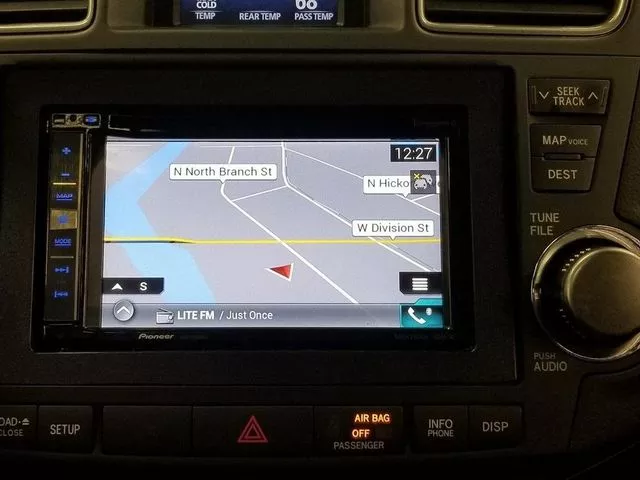 COLD
68
TEMP
REAR TEMP
PASS TEMP
SEEK
TRACK
MAP VOICE
DEST
TUNE
FILE
PUSH
AUDIO
MAP
MODE
12:27
N North Branch St
N Hicko
W Division St
S
LITE FM / Just Once
Pioneer
CLOSE
SETUP
AIR BAG
OFF
PASSENGER
INFO
PHONE
DISP